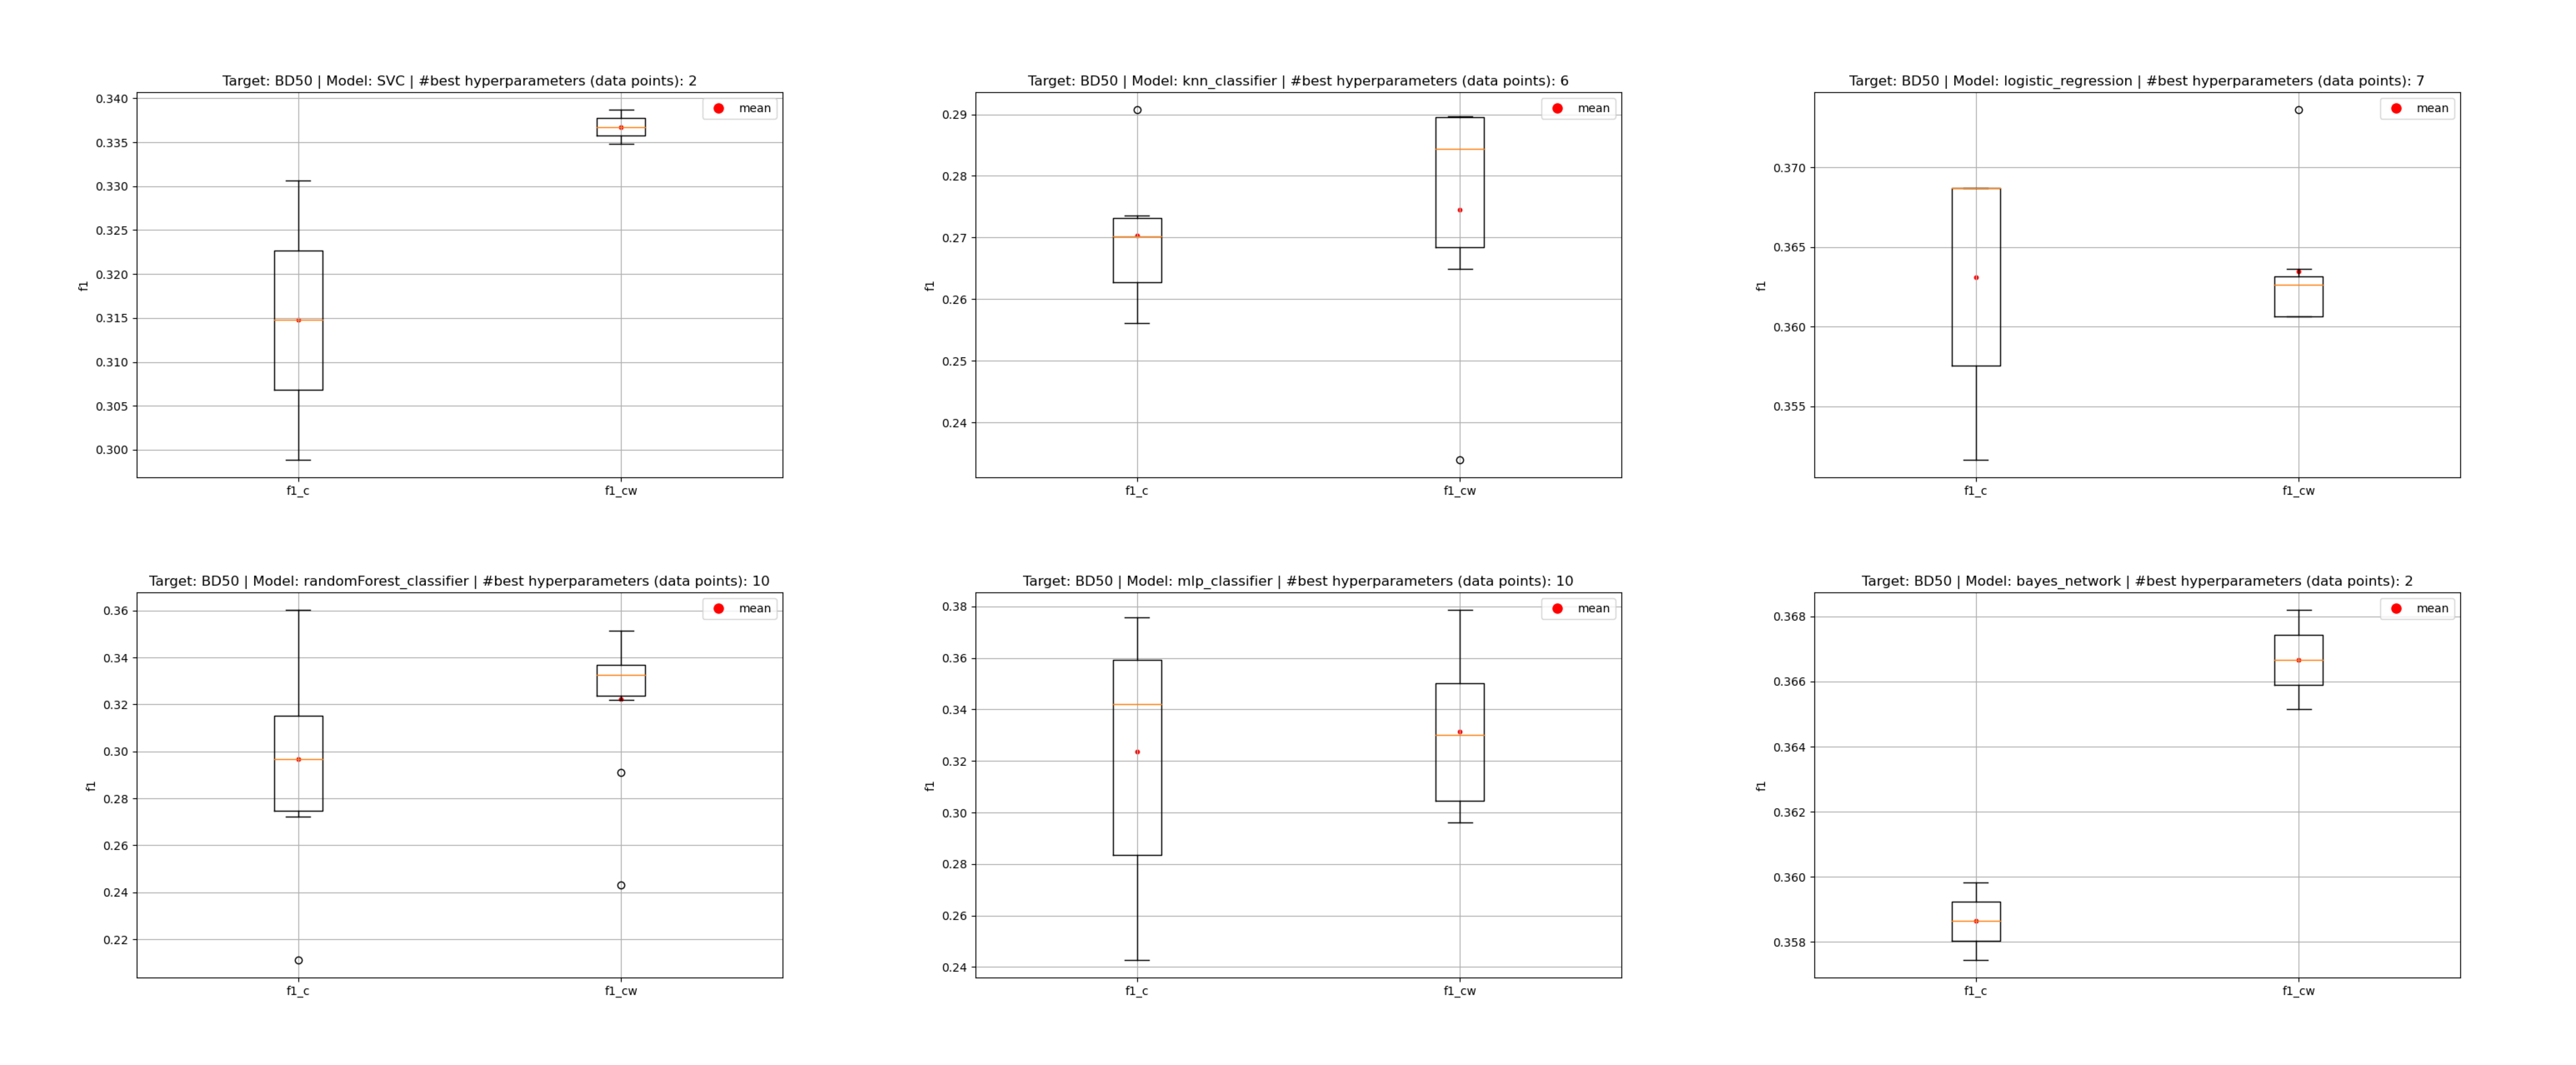 Target: BD50 | Model: SVC | #best hyperparameters (data points): 2
0.340
0.335
0.330
0.325
0.320
0.315
0.310
0.305
0.300
f1
mean
f1_c
f1_cw
Target: BD50 | Model: knn_classifier | #best hyperparameters (data points): 6
0.29
0.28
0.27
0.26
0.25
0.24
f1
mean
f1_c
f1_cw
Target: BD50 | Model: logistic_regression | #best hyperparameters (data points): 7
0.370
0.365
0.360
0.355
f1
mean
f1_c
f1_cw
Target: BD50 | Model: randomForest_classifier | #best hyperparameters (data points): 10
0.36
0.34
0.32
0.30
0.28
0.26
0.24
0.22
f1
mean
f1_c
f1_cw
Target: BD50 | Model: mlp_classifier | #best hyperparameters (data points): 10
0.38
0.36
0.34
0.32
0.30
0.28
0.26
0.24
f1
mean
f1_c
f1_cw
Target: BD50 | Model: bayes_network | #best hyperparameters (data points): 2
0.368
0.366
0.364
0.362
0.360
0.358
f1
mean
f1_c
f1_cw